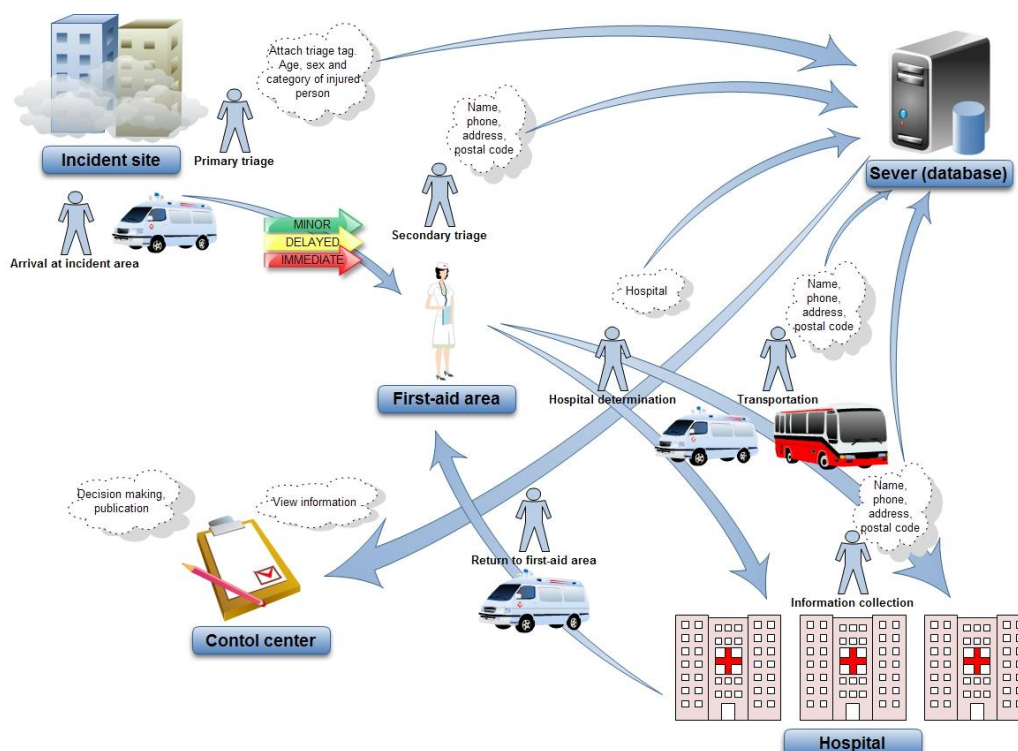 Attach triage tag.
Age, sex and
category of injured
person
Name,
phone,
address,
postal code
Primary triage
Incident site
Sever (database)
Arrival at incident area
MINOR
DELAYED
IMMEDIATE
Secondary triage
Hospital
Name,
phone,
address,
postal code
First-aid area
Hospital determination
Transportation
Decision making,
publication
View information
Name,
phone,
address,
postal code
Return to first-aid area
Information collection
Contol center
Hospital